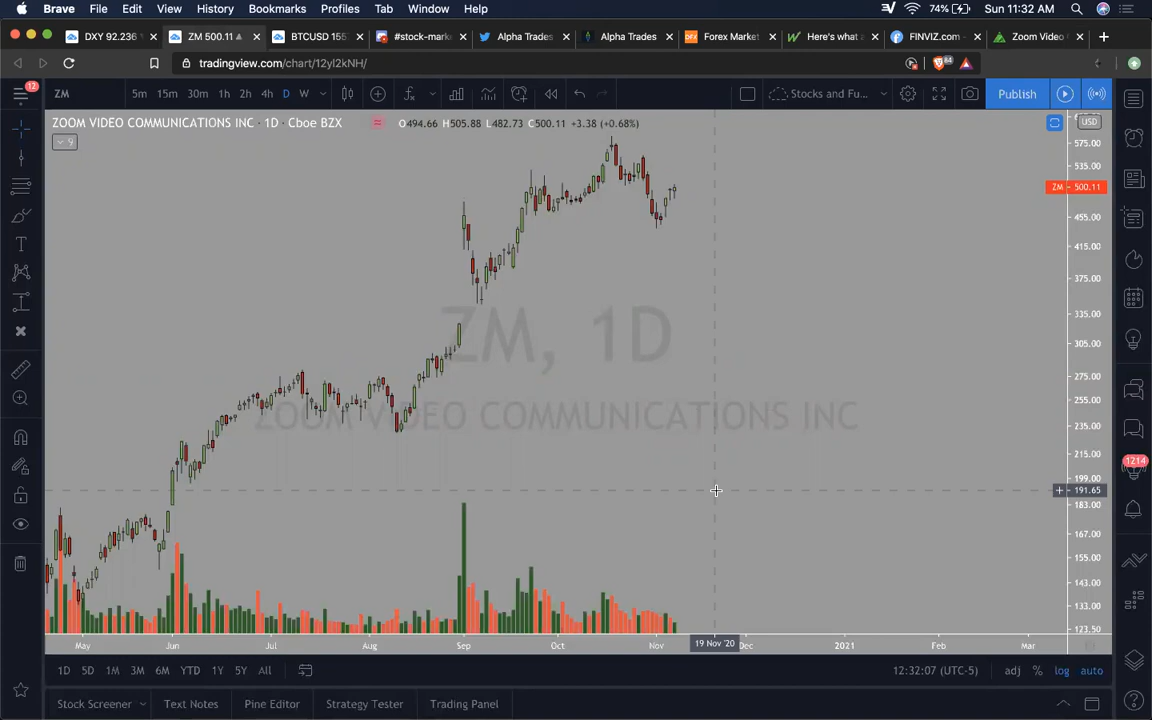 Brave File Edit View History Bookmarks Profiles Tab Window Help 74% Sun 11:32 AM
DXY 92.236 ZM 500.11 BTCUSD 155 #stock-mark Alpha Trades Alpha Trades Forex Market Here's what FINVIZ.com - Zoom Video
tradingview.com/chart/12yI2kNH/ 64
12 ZM 5m 15m 30m 1h 2h 4h D W Stocks and Fu... Publish
ZOOM VIDEO COMMUNICATIONS INC · 1D · Cboe BZX O494.66 H505.88 L482.73 C500.11 +3.38 (+0.68%) USD
9
575.00
535.00
ZM 500.11
455.00
415.00
375.00
335.00
ZM, 1D
305.00
275.00
255.00
ZOOM VIDEO COMMUNICATIONS INC
235.00
215.00
1214
199.00
191.65
183.00
167.00
155.00
143.00
133.00
123.50
May Jun Jul Aug Sep Oct Nov 19 Nov '20 Dec 2021 Feb Mar
1D 5D 1M 3M 6M YTD 1Y 5Y All 12:32:07 (UTC-5) adj % log auto
Stock Screener Text Notes Pine Editor Strategy Tester Trading Panel